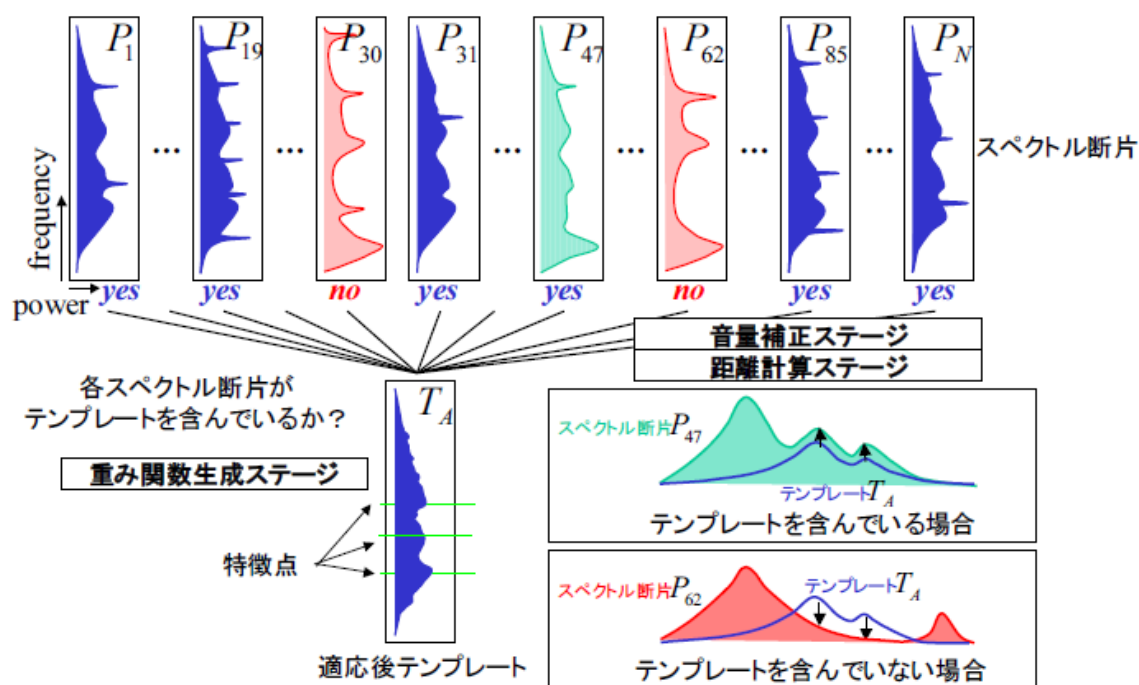 P1 P19 P30 P31 P47 P62 P85 PN
... ... ... ... ... ... スペクトル断片
frequency
power yes yes no yes yes no yes yes
音量補正ステージ
距離計算ステージ
各スペクトル断片が
テンプレートを含んでいるか？
TA
重み関数生成ステージ
特徴点
適応後テンプレート
スペクトル断片P47
テンプレートTA
テンプレートを含んでいる場合
スペクトル断片P62
テンプレートTA
テンプレートを含んでいない場合